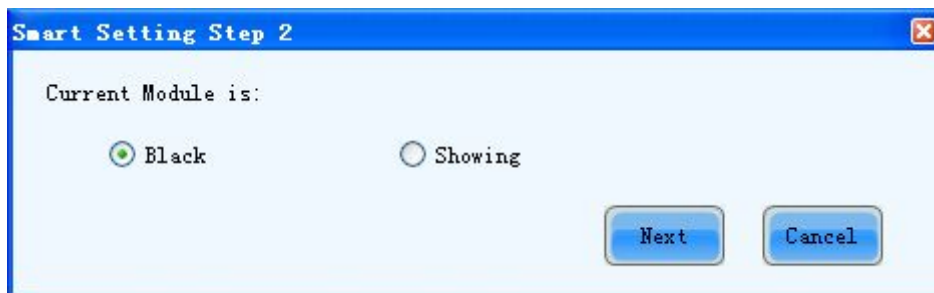 Smart Setting Step 2
Current Module is:
Black Showing
Next Cancel